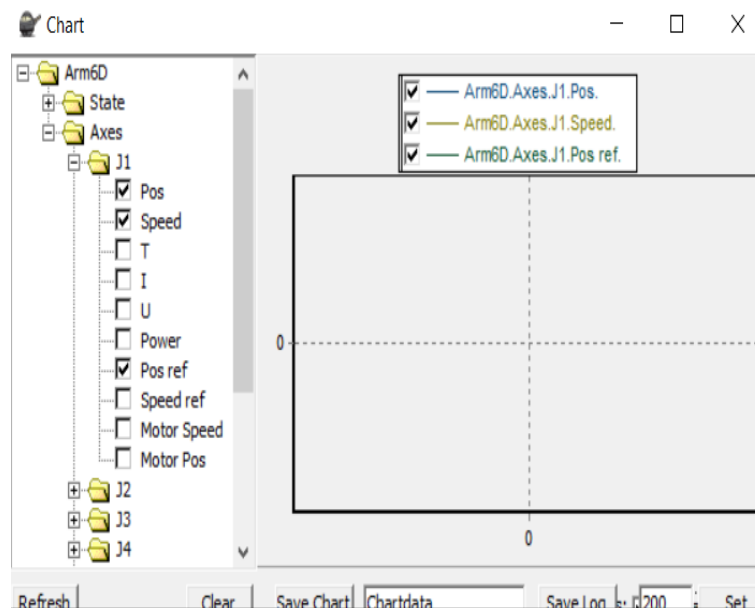 Chart
Arm6D
State
Axes
J1
Pos
Speed
T
I
U
Power
Pos ref
Speed ref
Motor Speed
Motor Pos
J2
J3
J4
Arm6D.Axes.J1.Pos.
Arm6D.Axes.J1.Speed.
Arm6D.Axes.J1.Pos ref.
0
0
Refresh Clear Save Chart Chartdata Save Log 200 Set